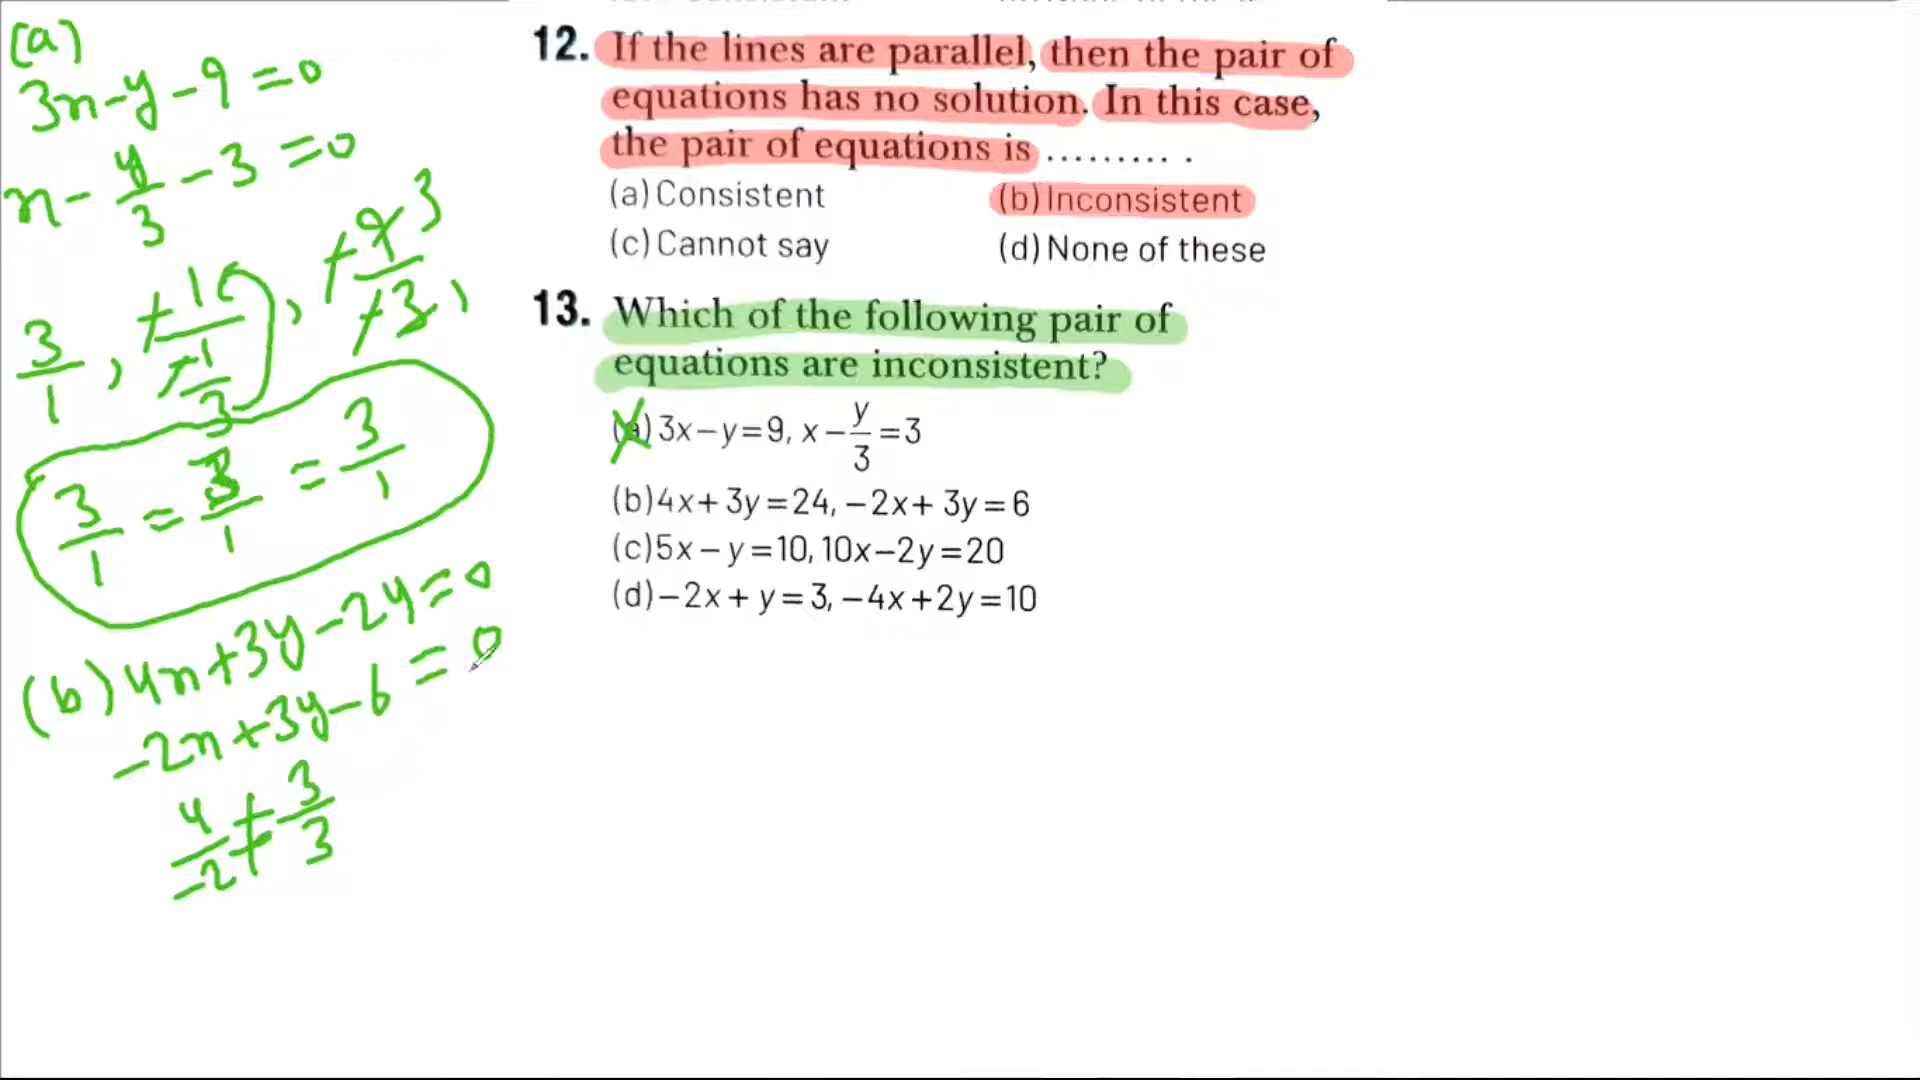 (a)
3x-y-9=0
x-y/3-3=0
3/1, -1/-1/3, -9/-3 3,
3/1=3/1=3/1
(b) 4x+3y-24=0
-2x+3y-6=0
4/-2≠3/3
12. If the lines are parallel, then the pair of
equations has no solution. In this case,
the pair of equations is ......... .
(a) Consistent (b) Inconsistent
(c) Cannot say (d) None of these
13. Which of the following pair of
equations are inconsistent?
(a) 3x-y=9, x-y/3=3
(b) 4x+3y=24, -2x+3y=6
(c) 5x-y=10, 10x-2y=20
(d) -2x+y=3, -4x+2y=10